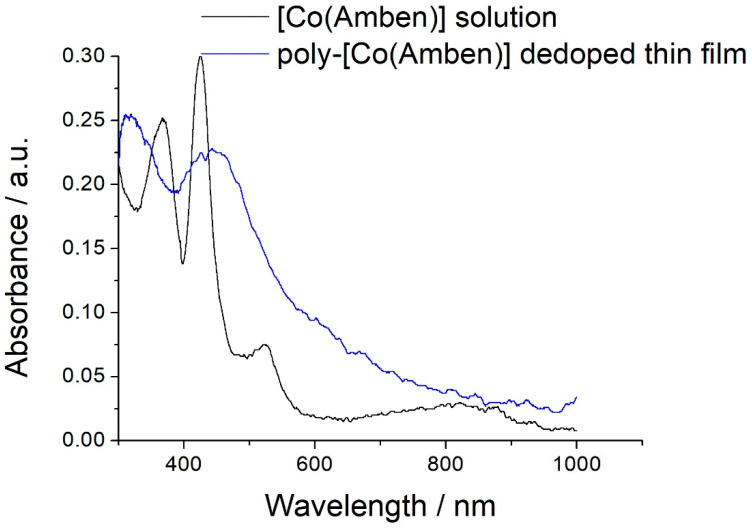 [Co(Amben)] solution
poly-[Co(Amben)] dedoped thin film
0.30
0.25
0.20
0.15
0.10
0.05
0.00
Absorbance / a.u.
400
600
800
1000
Wavelength / nm